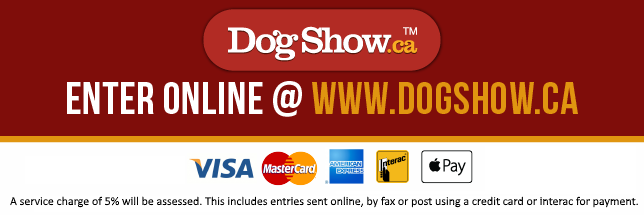 DogShow.ca™
ENTER ONLINE @ WWW.DOGSHOW.CA
VISA MasterCard AMERICAN EXPRESS Interac Pay
A service charge of 5% will be assessed. This includes entries sent online, by fax or post using a credit card or interac for payment.